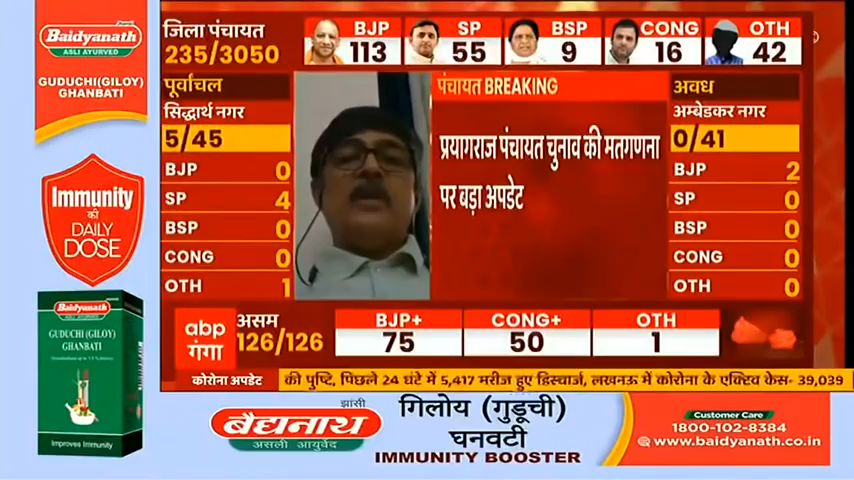 Baidyanath
ASLI AYURVED
GUDUCHI(GILOY)
GHANBATI
Immunity
की
DAILY
DOSE
Baidyanath
GUDUCHI (GILOY)
GHANBATI
Improves Immunity
जिला पंचायत
235/3050
BJP
113
SP
55
BSP
9
CONG
16
OTH
42
पूर्वांचल
सिद्धार्थ नगर
5/45
BJP 0
SP 4
BSP 0
CONG 0
OTH 1
पंचायत BREAKING
प्रयागराज पंचायत चुनाव की मतगणना
पर बड़ा अपडेट
अवध
अम्बेडकर नगर
0/41
BJP 2
SP 0
BSP 0
CONG 0
OTH 0
abp
गंगा
असम
126/126
BJP+
75
CONG+
50
OTH
1
कोरोना अपडेट
की पुष्टि, पिछले 24 घंटे में 5,417 मरीज हुए डिस्चार्ज, लखनऊ में कोरोना के एक्टिव केस- 39,039
झांसी
बैद्यनाथ
असली आयुर्वेद
गिलोय (गुडूची)
घनवटी
IMMUNITY BOOSTER
Customer Care
1800-102-8384
www.baidyanath.co.in